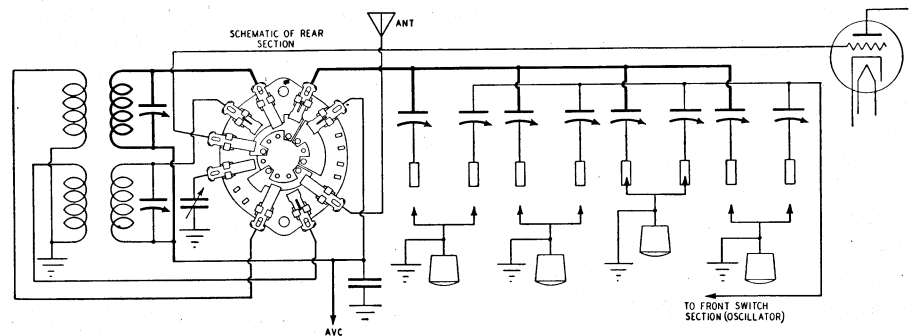 ANT
SCHEMATIC OF REAR
SECTION
TO FRONT SWITCH
SECTION (OSCILLATOR)
AVC